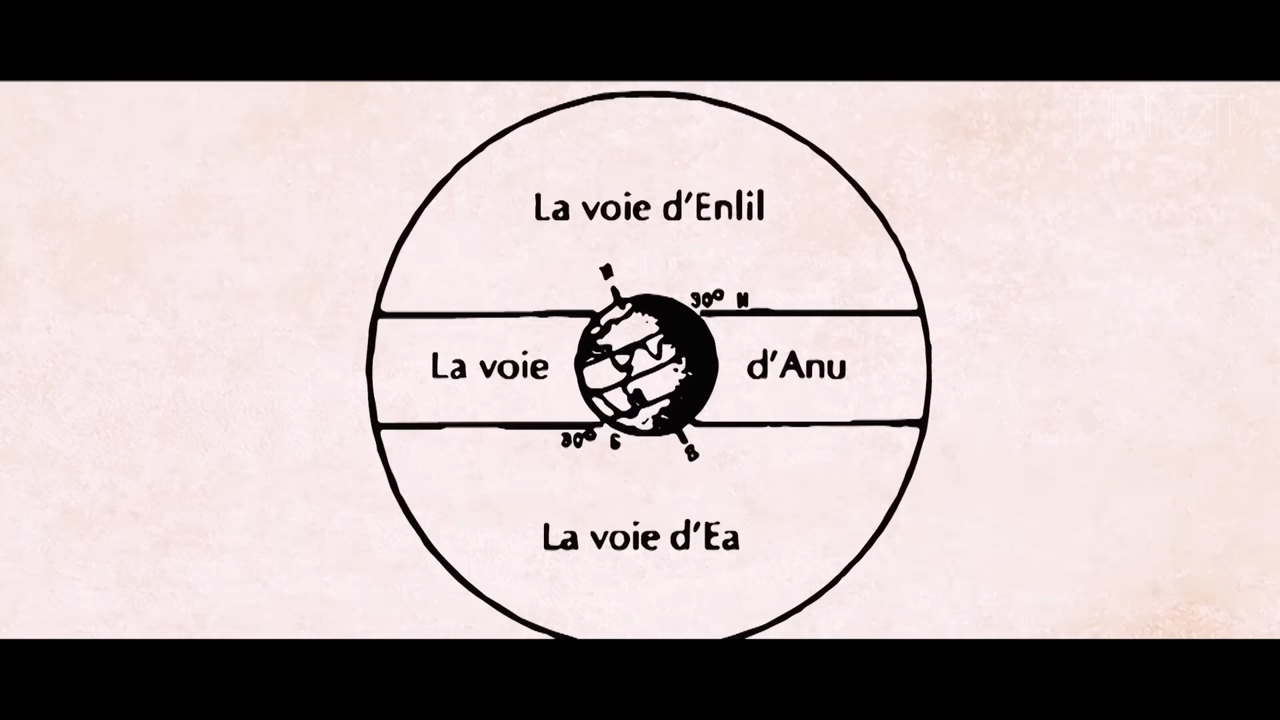 La voie d'Enlil
N
30° N
La voie d'Anu
30° S
La voie d'Ea